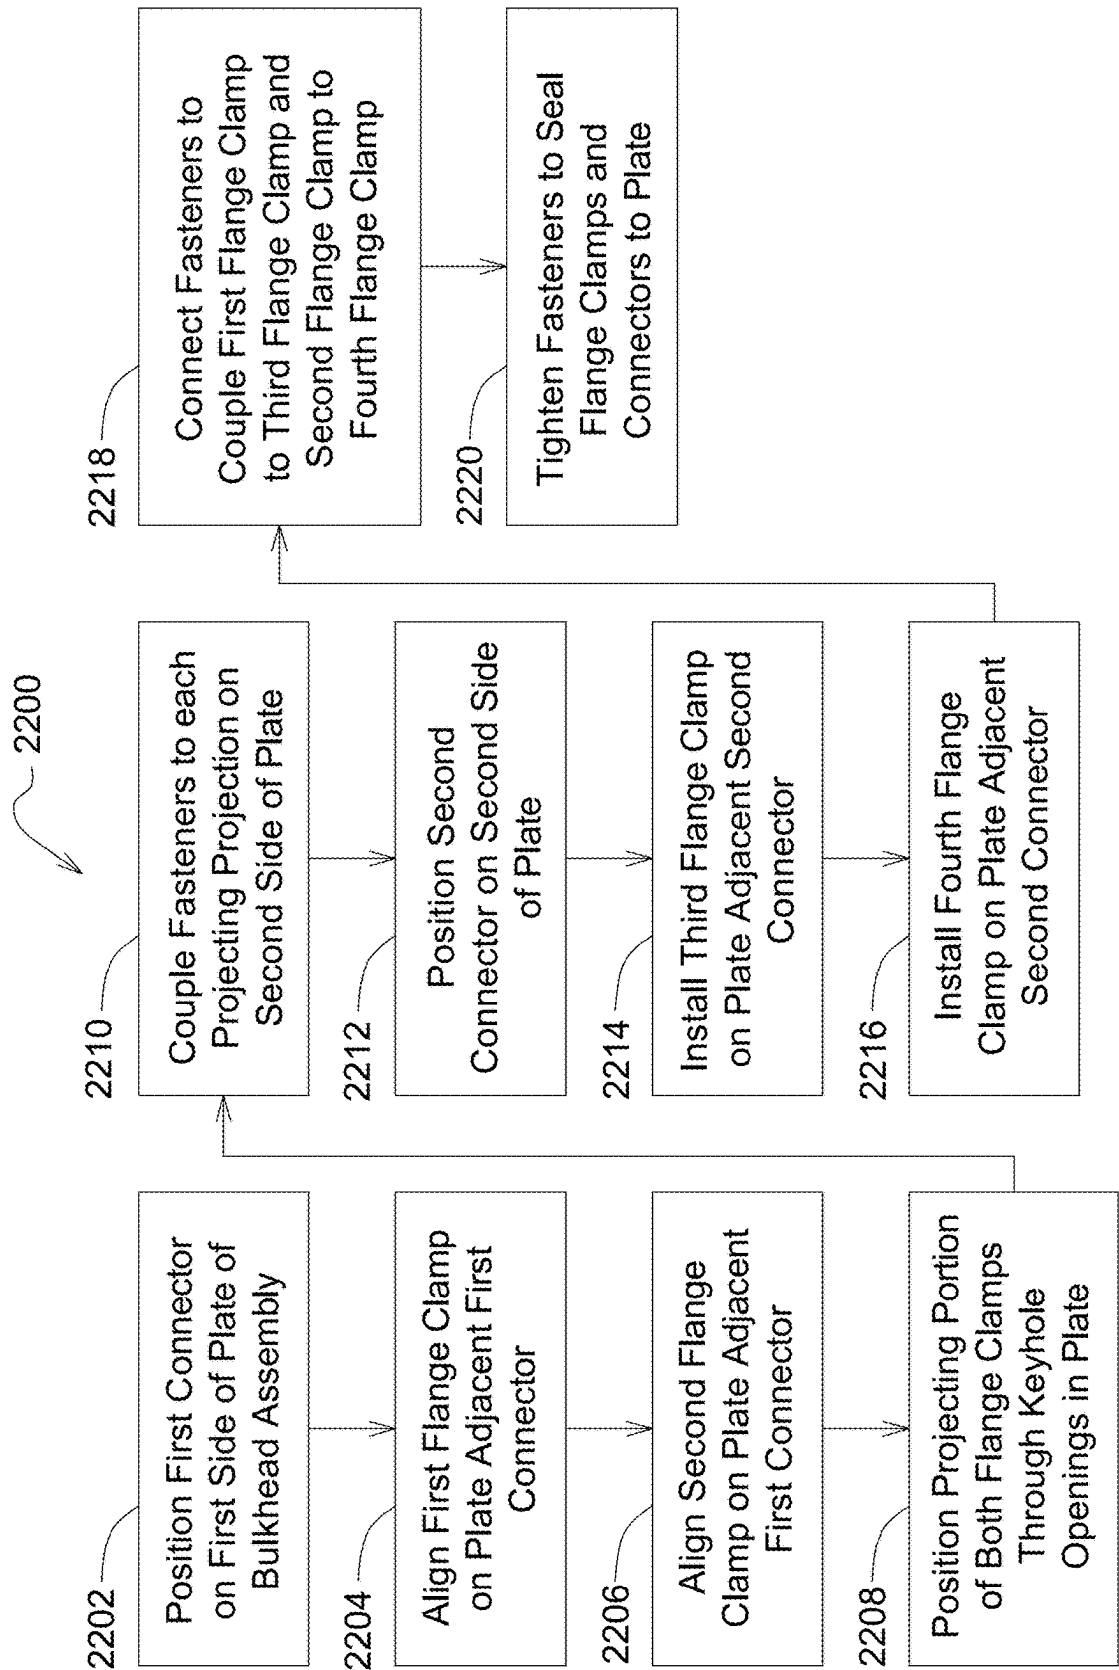 2200
2202
Position First Connector
on First Side of Plate of
Bulkhead Assembly
2204
Align First Flange Clamp
on Plate Adjacent First
Connector
2206
Align Second Flange
Clamp on Plate Adjacent
First Connector
2208
Position Projecting Portion
of Both Flange Clamps
Through Keyhole
Openings in Plate
2210
Couple Fasteners to each
Projecting Projection on
Second Side of Plate
2212
Position Second
Connector on Second Side
of Plate
2214
Install Third Flange Clamp
on Plate Adjacent Second
Connector
2216
Install Fourth Flange
Clamp on Plate Adjacent
Second Connector
2218
Connect Fasteners to
Couple First Flange Clamp
to Third Flange Clamp and
Second Flange Clamp to
Fourth Flange Clamp
2220
Tighten Fasteners to Seal
Flange Clamps and
Connectors to Plate